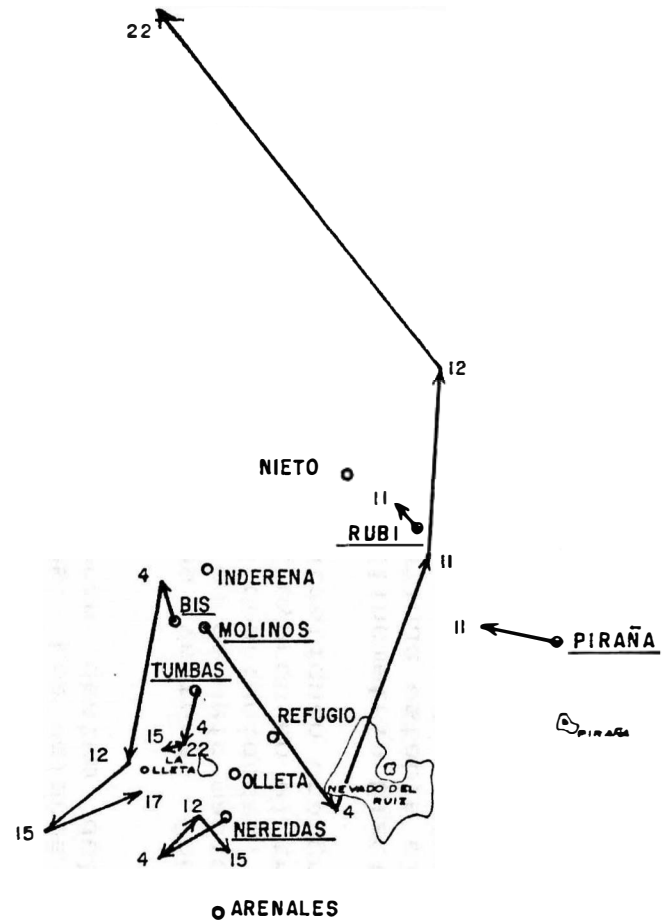 22
12
NIETO
11
RUBI
11
4
INDERENA
BIS
MOLINOS
11
PIRAÑA
TUMBAS
REFUGIO
4
PIRAÑA
12
15
22
LA
OLLETA
OLLETA
NEVADO DEL
RUIZ
17
12
4
15
NEREIDAS
4
15
ARENALES